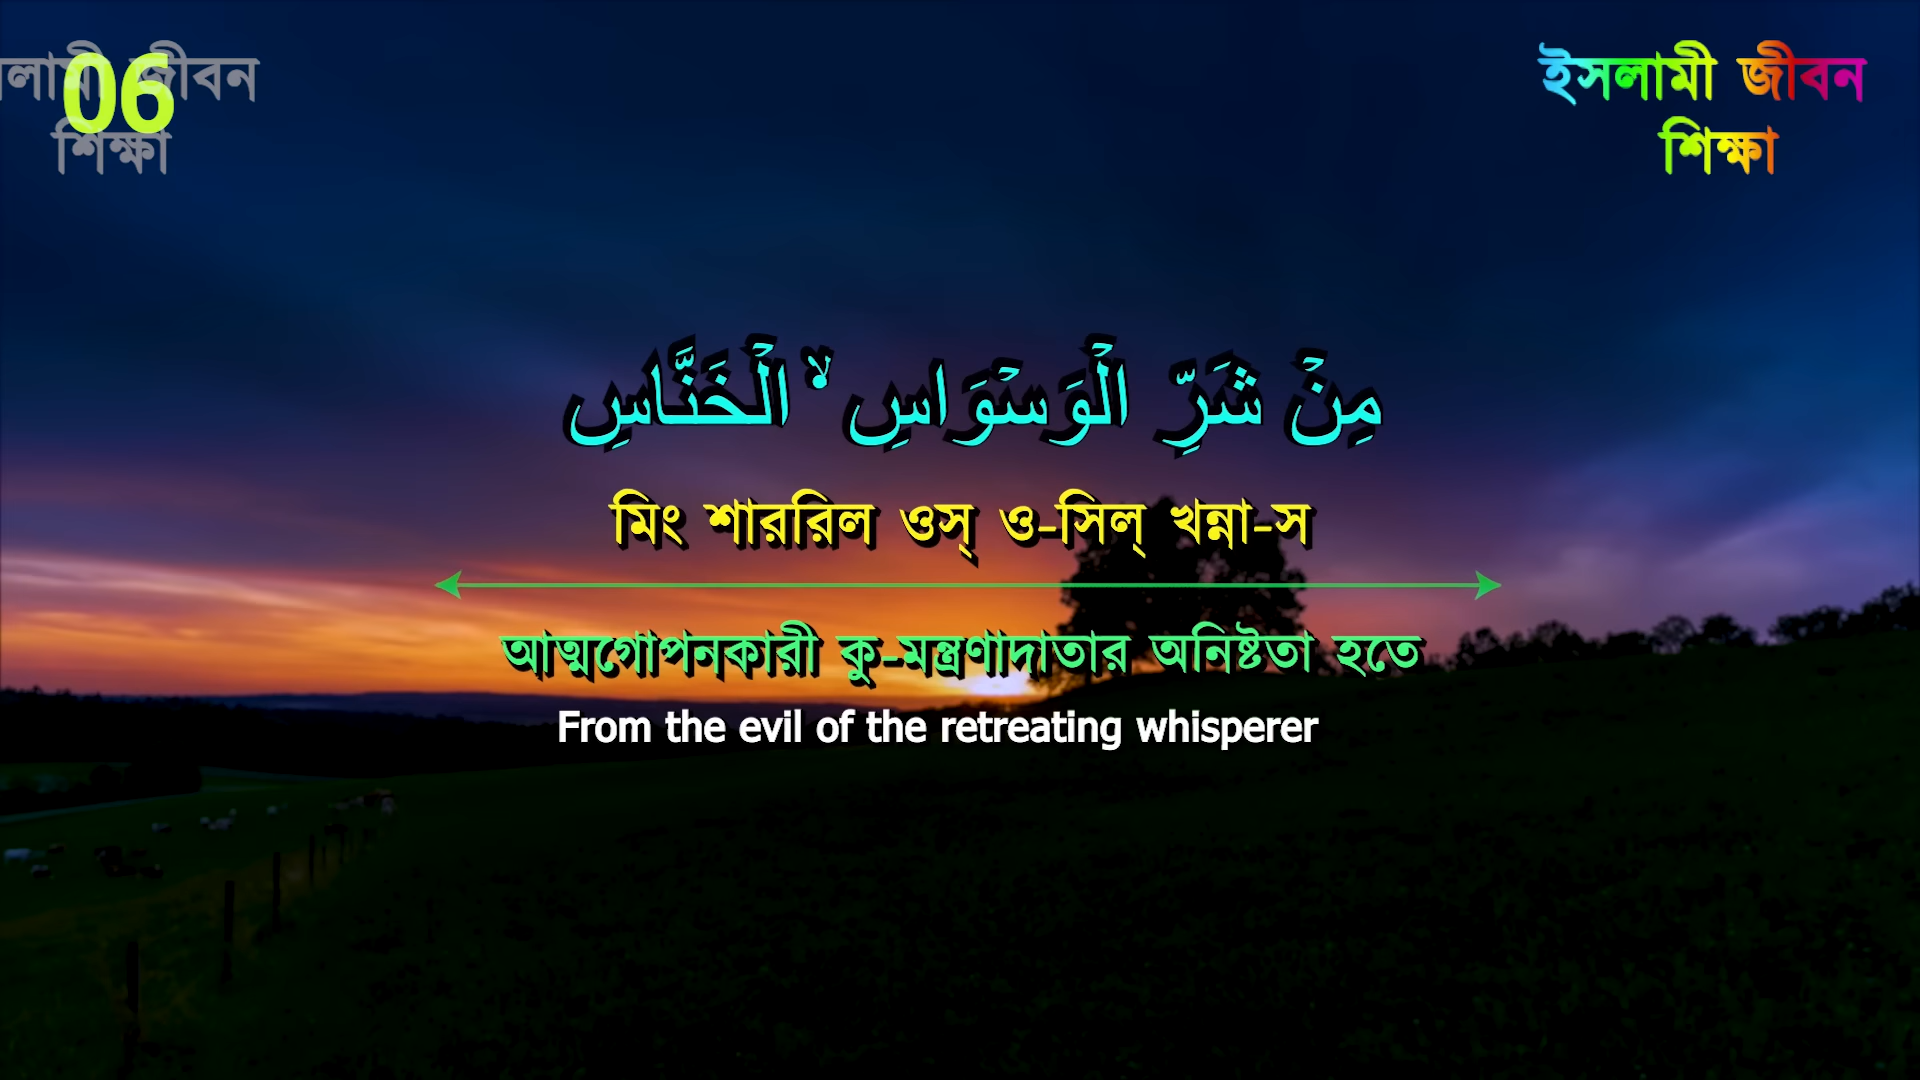 লামী জীবন
06
শিক্ষা
ইসলামী জীবন
শিক্ষা
مِنْ شَرِّ الْوَسْوَاسِ ۙ الْخَنَّاسِ
মিং শাররিল ওস্ ও-সিল্ খন্না-স
আত্মগোপনকারী কু-মন্ত্রণাদাতার অনিষ্টতা হতে
From the evil of the retreating whisperer